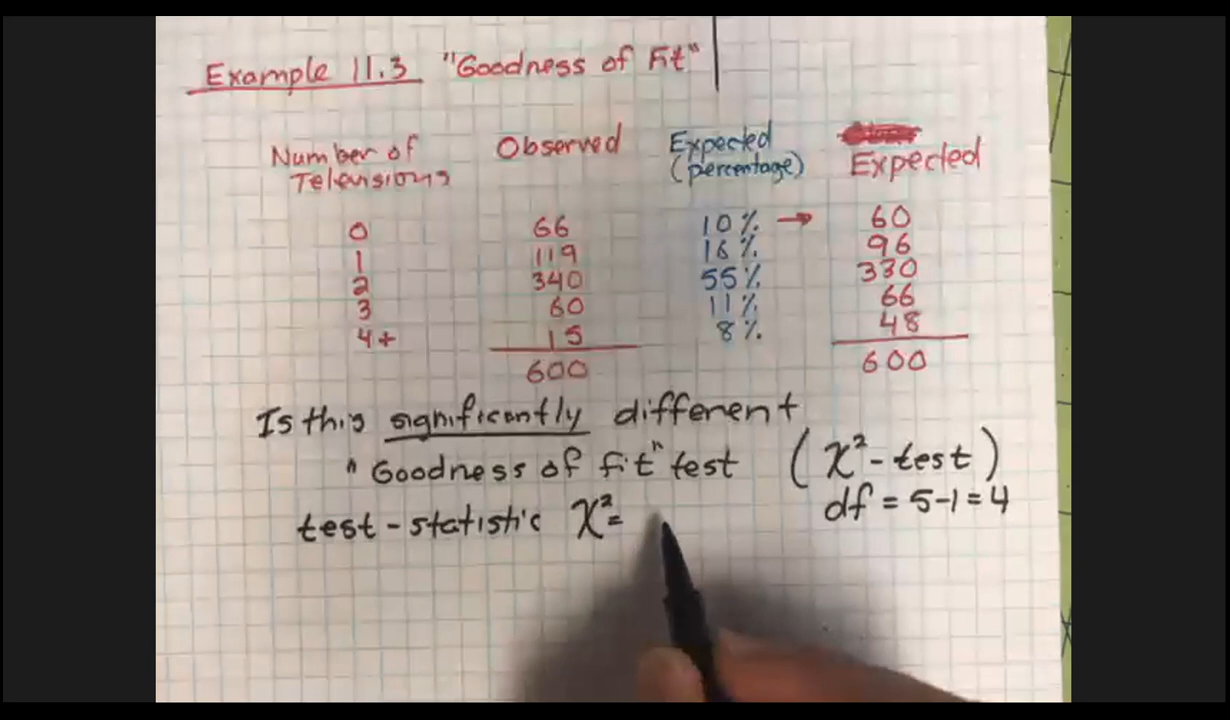 Example 11.3 "Goodness of Fit"
Number of Televisions Observed Expected (percentage) Expected
0 66 10% → 60
1 119 16% 96
2 340 55% 330
3 60 11% 66
4+ 15 8% 48
600 600
Is this significantly different
"Goodness of fit" test (χ²-test)
df = 5-1=4
test-statistic χ²=